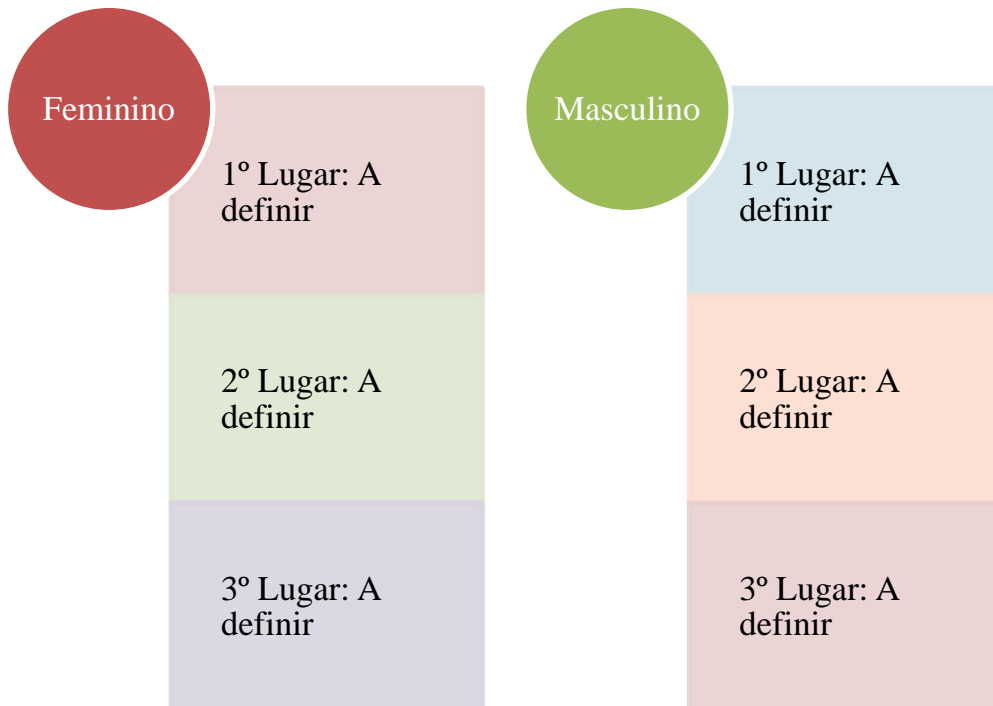 Feminino
1º Lugar: A
definir
2º Lugar: A
definir
3º Lugar: A
definir
Masculino
1º Lugar: A
definir
2º Lugar: A
definir
3º Lugar: A
definir